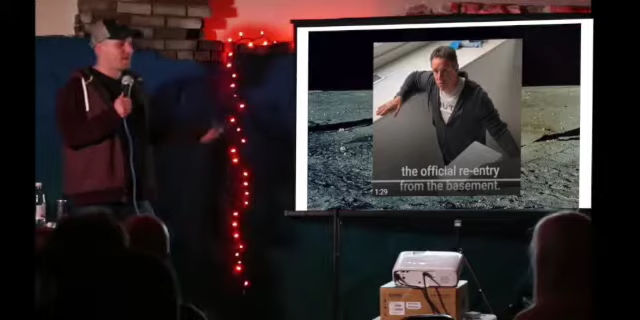 the official re-entry
from the basement.
1:29